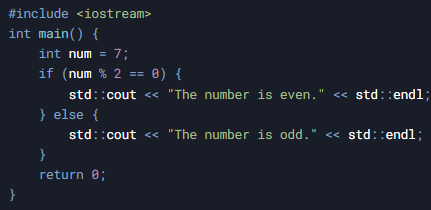 #include <iostream>
int main() {
    int num = 7;
    if (num % 2 == 0) {
        std::cout << "The number is even." << std::endl;
    } else {
        std::cout << "The number is odd." << std::endl;
    }
    return 0;
}